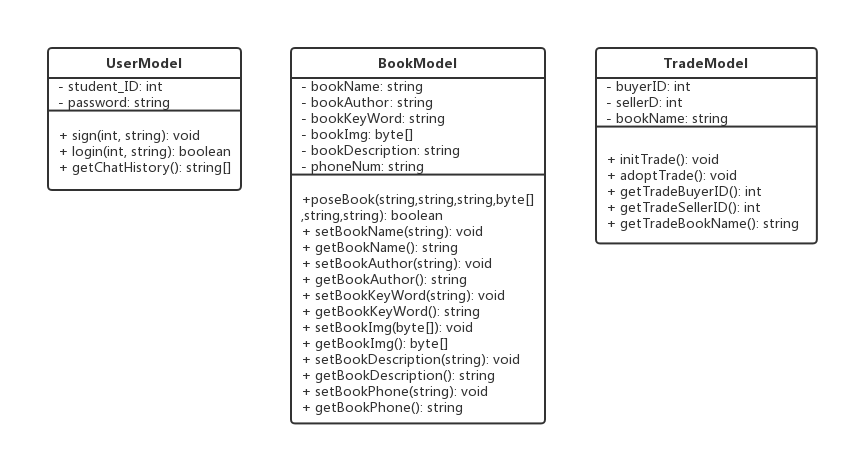 UserModel
- student_ID: int
- password: string
+ sign(int, string): void
+ login(int, string): boolean
+ getChatHistory(): string[]
BookModel
- bookName: string
- bookAuthor: string
- bookKeyWord: string
- bookImg: byte[]
- bookDescription: string
- phoneNum: string
+poseBook(string,string,string,byte[]
,string,string): boolean
+ setBookName(string): void
+ getBookName(): string
+ setBookAuthor(string): void
+ getBookAuthor(): string
+ setBookKeyWord(string): void
+ getBookKeyWord(): string
+ setBookImg(byte[]): void
+ getBookImg(): byte[]
+ setBookDescription(string): void
+ getBookDescription(): string
+ setBookPhone(string): void
+ getBookPhone(): string
TradeModel
- buyerID: int
- sellerD: int
- bookName: string
+ initTrade(): void
+ adoptTrade(): void
+ getTradeBuyerID(): int
+ getTradeSellerID(): int
+ getTradeBookName(): string